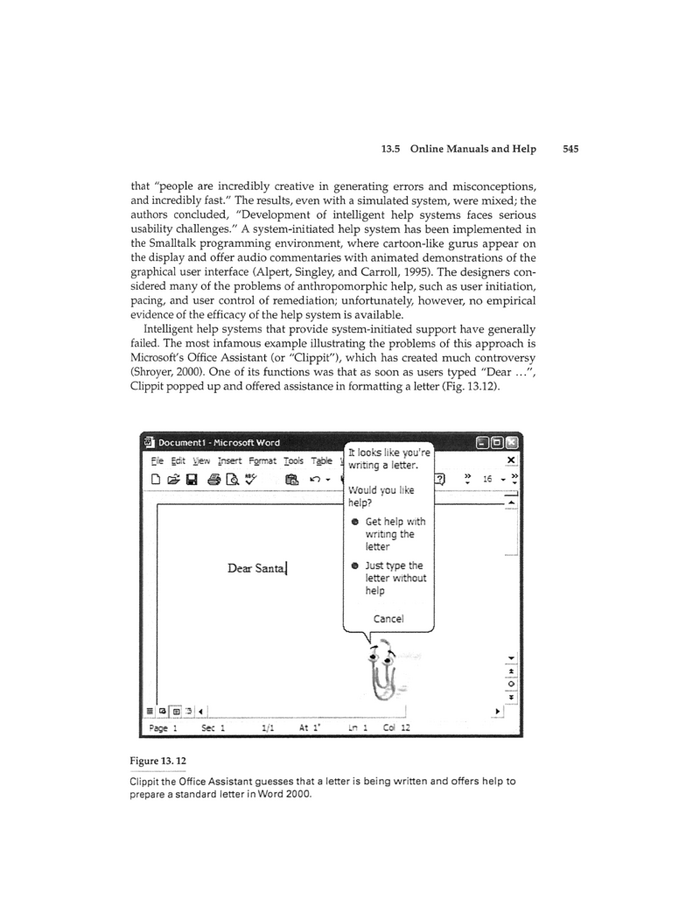 13.5 Online Manuals and Help 545
that “people are incredibly creative in generating errors and misconceptions,
and incredibly fast.” The results, even with a simulated system, were mixed; the
authors concluded, “Development of intelligent help systems faces serious
usability challenges.” A system-initiated help system has been implemented in
the Smalltalk programming environment, where cartoon-like gurus appear on
the display and offer audio commentaries with animated demonstrations of the
graphical user interface (Alpert, Singley, and Carroll, 1995). The designers con-
sidered many of the problems of anthropomorphic help, such as user initiation,
pacing, and user control of remediation; unfortunately, however, no empirical
evidence of the efficacy of the help system is available.
Intelligent help systems that provide system-initiated support have generally
failed. The most infamous example illustrating the problems of this approach is
Microsoft’s Office Assistant (or “Clippit”), which has created much controversy
(Shroyer, 2000). One of its functions was that as soon as users typed “Dear ...”,
Clippit popped up and offered assistance in formatting a letter (Fig. 13.12).
Document1 - Microsoft Word
File Edit View Insert Format Tools Table
16
It looks like you're
writing a letter.
Would you like
help?
Get help with
writing the
letter
Just type the
letter without
help
Cancel
Dear Santa,
Page 1 Sec 1 1/1 At 1" Ln 1 Col 12
Figure 13.12
Clippit the Office Assistant guesses that a letter is being written and offers help to
prepare a standard letter in Word 2000.